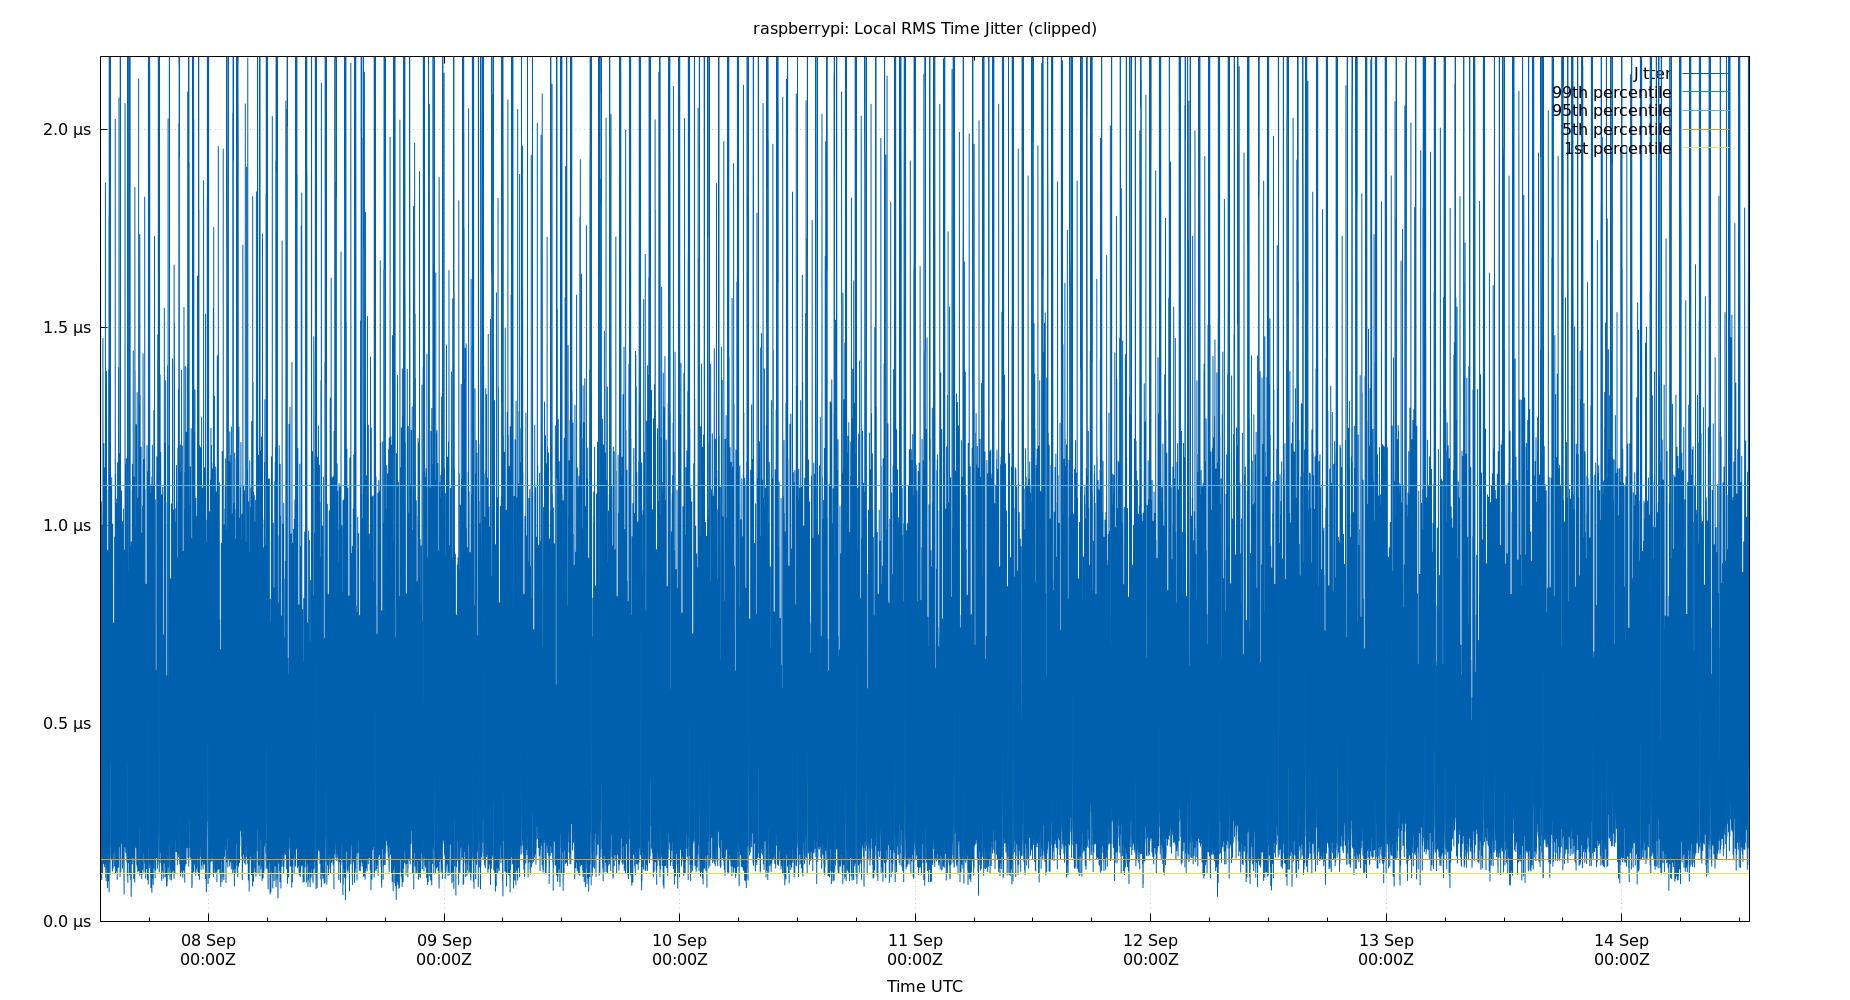 raspberrypi: Local RMS Time Jitter (clipped)
Jitter
99th percentile
95th percentile
5th percentile
1st percentile
2.0 µs
1.5 µs
1.0 µs
0.5 µs
0.0 µs
08 Sep 09 Sep 10 Sep 11 Sep 12 Sep 13 Sep 14 Sep
00:00Z 00:00Z 00:00Z 00:00Z 00:00Z 00:00Z 00:00Z
Time UTC